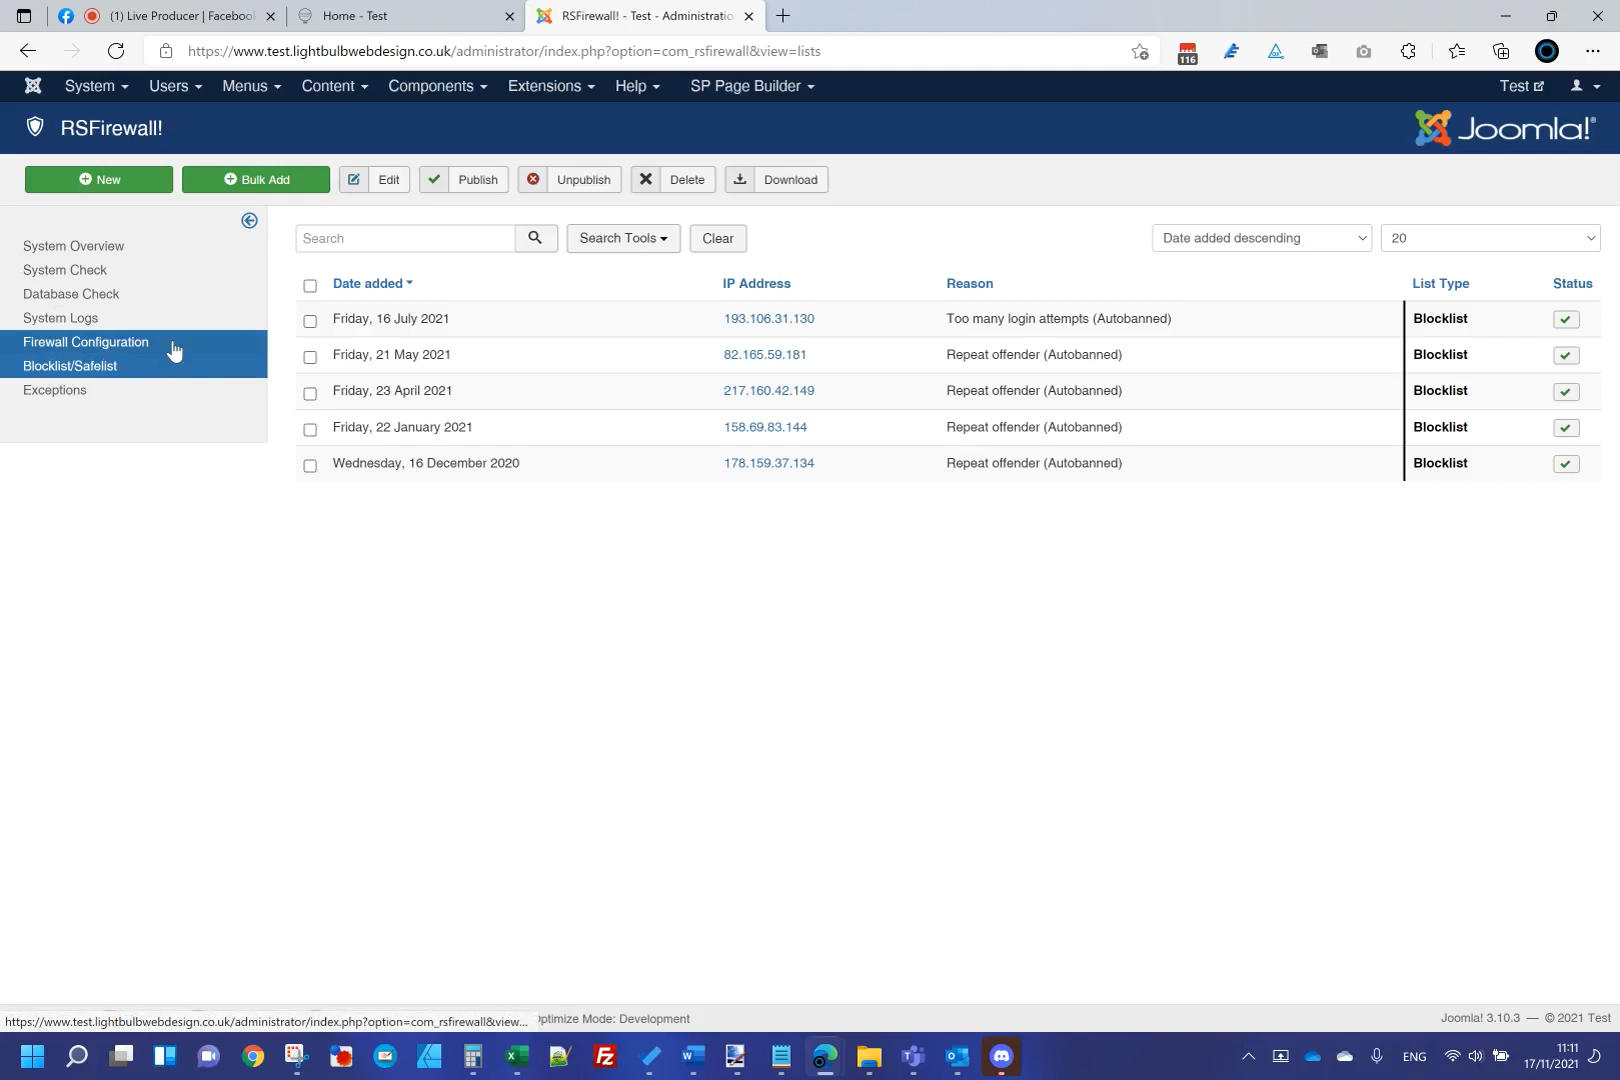 (1) Live Producer | Facebook
Home - Test
RSFirewall! - Test - Administratio
https://www.test.lightbulbwebdesign.co.uk/administrator/index.php?option=com_rsfirewall&view=lists
116
System Users Menus Content Components Extensions Help SP Page Builder Test
RSFirewall!
Joomla!®
New Bulk Add Edit Publish Unpublish Delete Download
System Overview
System Check
Database Check
System Logs
Firewall Configuration
Blocklist/Safelist
Exceptions
Search Search Tools Clear Date added descending 20
Date added IP Address Reason List Type Status
Friday, 16 July 2021 193.106.31.130 Too many login attempts (Autobanned) Blocklist
Friday, 21 May 2021 82.165.59.181 Repeat offender (Autobanned) Blocklist
Friday, 23 April 2021 217.160.42.149 Repeat offender (Autobanned) Blocklist
Friday, 22 January 2021 158.69.83.144 Repeat offender (Autobanned) Blocklist
Wednesday, 16 December 2020 178.159.37.134 Repeat offender (Autobanned) Blocklist
https://www.test.lightbulbwebdesign.co.uk/administrator/index.php?option=com_rsfirewall&view... ptimize Mode: Development
Joomla! 3.10.3 — © 2021 Test
ENG
11:11
17/11/2021